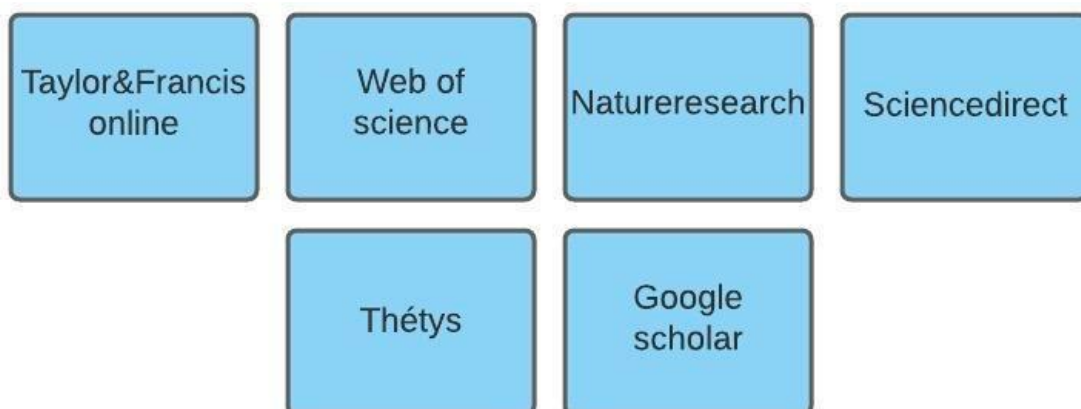 Taylor&Francis
online
Web of
science
Natureresearch
Sciencedirect
Thétys
Google
scholar